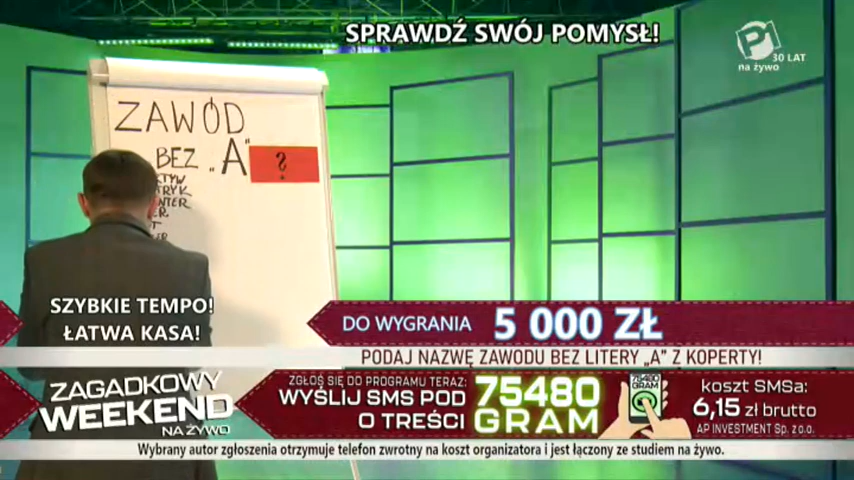 SPRAWDŹ SWÓJ POMYSŁ!
30 LAT
na żywo
ZAWÓD
BEZ „A" ?
SZYBKIE TEMPO!
ŁATWA KASA!
DO WYGRANIA 5 000 ZŁ
PODAJ NAZWĘ ZAWODU BEZ LITERY „A” Z KOPERTY!
ZAGADKOWY
WEEKEND
NA ŻYWO
ZGŁOŚ SIĘ DO PROGRAMU TERAZ:
WYŚLIJ SMS POD 75480
O TREŚCI GRAM
75480
GRAM
koszt SMSa:
6,15 zł brutto
AP INVESTMENT Sp. z o.o.
Wybrany autor zgłoszenia otrzymuje telefon zwrotny na koszt organizatora i jest łączony ze studiem na żywo.